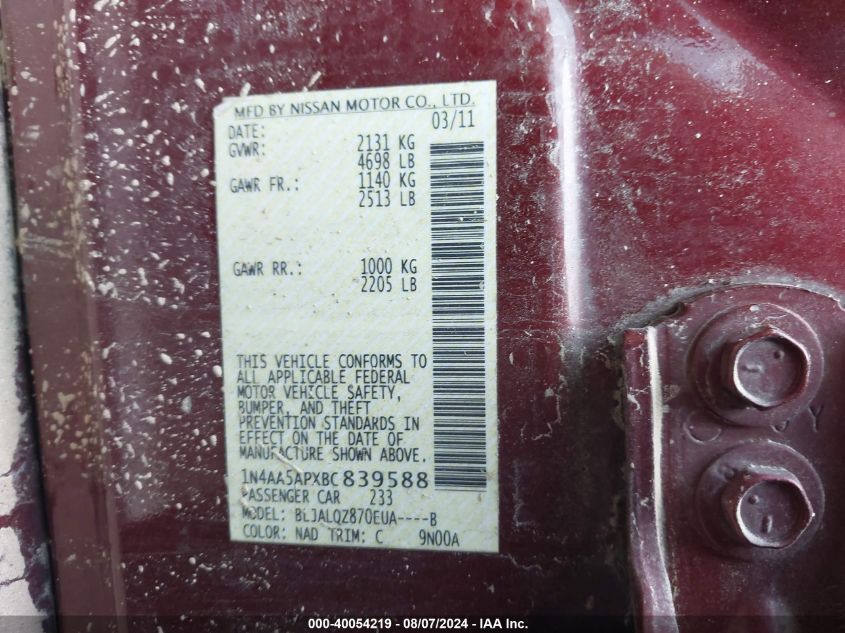 MFD BY NISSAN MOTOR CO., LTD.
DATE: 03/11
GVWR: 2131 KG
4698 LB
GAWR FR.: 1140 KG
2513 LB
GAWR RR.: 1000 KG
2205 LB
THIS VEHICLE CONFORMS TO
ALL APPLICABLE FEDERAL
MOTOR VEHICLE SAFETY,
BUMPER, AND THEFT
PREVENTION STANDARDS IN
EFFECT ON THE DATE OF
MANUFACTURE SHOWN ABOVE.
1N4AA5APXBC839588
PASSENGER CAR 233
MODEL: BLJALQZ870EUA----B
COLOR: NAD TRIM: C 9N00A
000-40054219 - 08/07/2024 - IAA Inc.